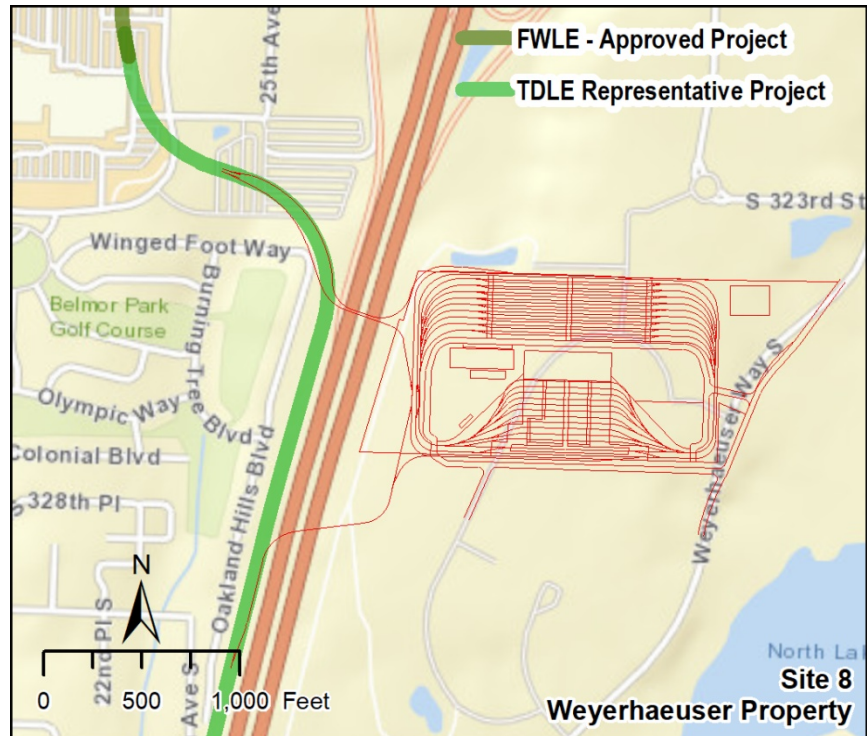 FWLE - Approved Project
TDLE Representative Project
25th Ave
S 323rd St
Winged Foot Way
Burning Tree Blvd
Belmor Park
Golf Course
Olympic Way
Colonial Blvd
S 328th Pl
Oakland Hills Blvd
Weyerhaeuser Way S
N
22nd Pl S
Ave S
0 500 1,000 Feet
North La
Site 8
Weyerhaeuser Property